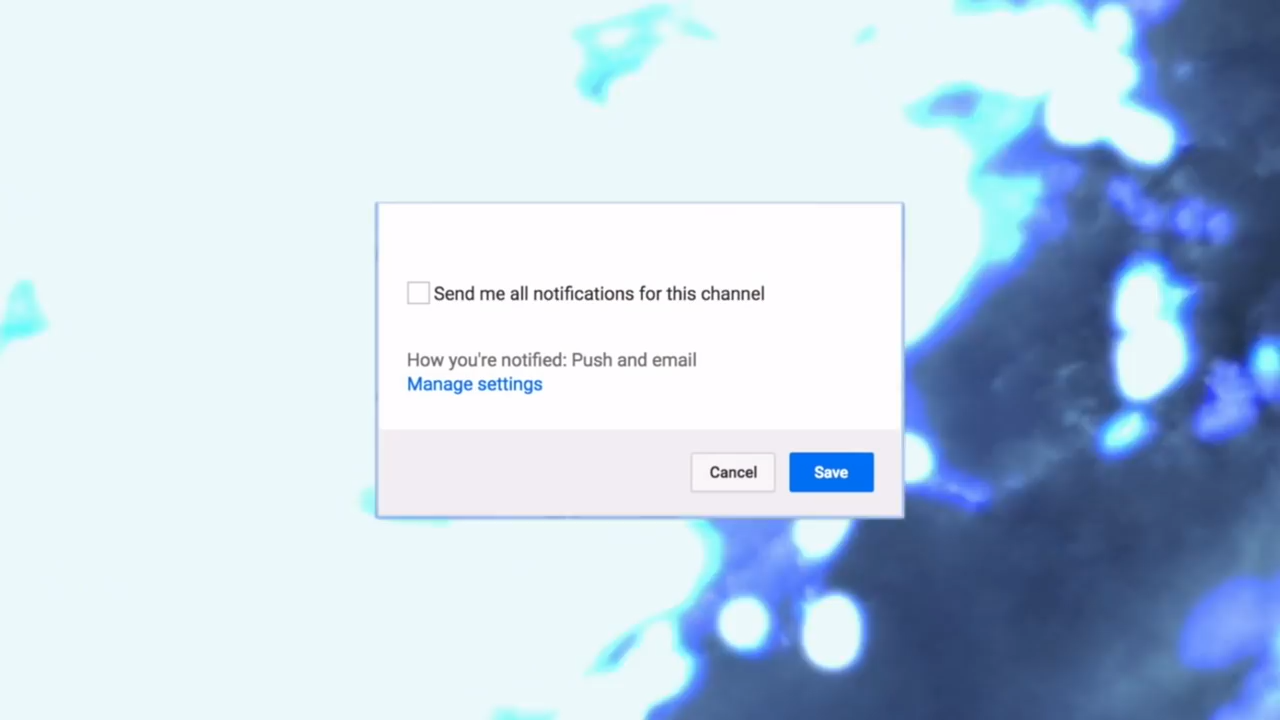 Send me all notifications for this channel
How you're notified: Push and email
Manage settings
Cancel
Save